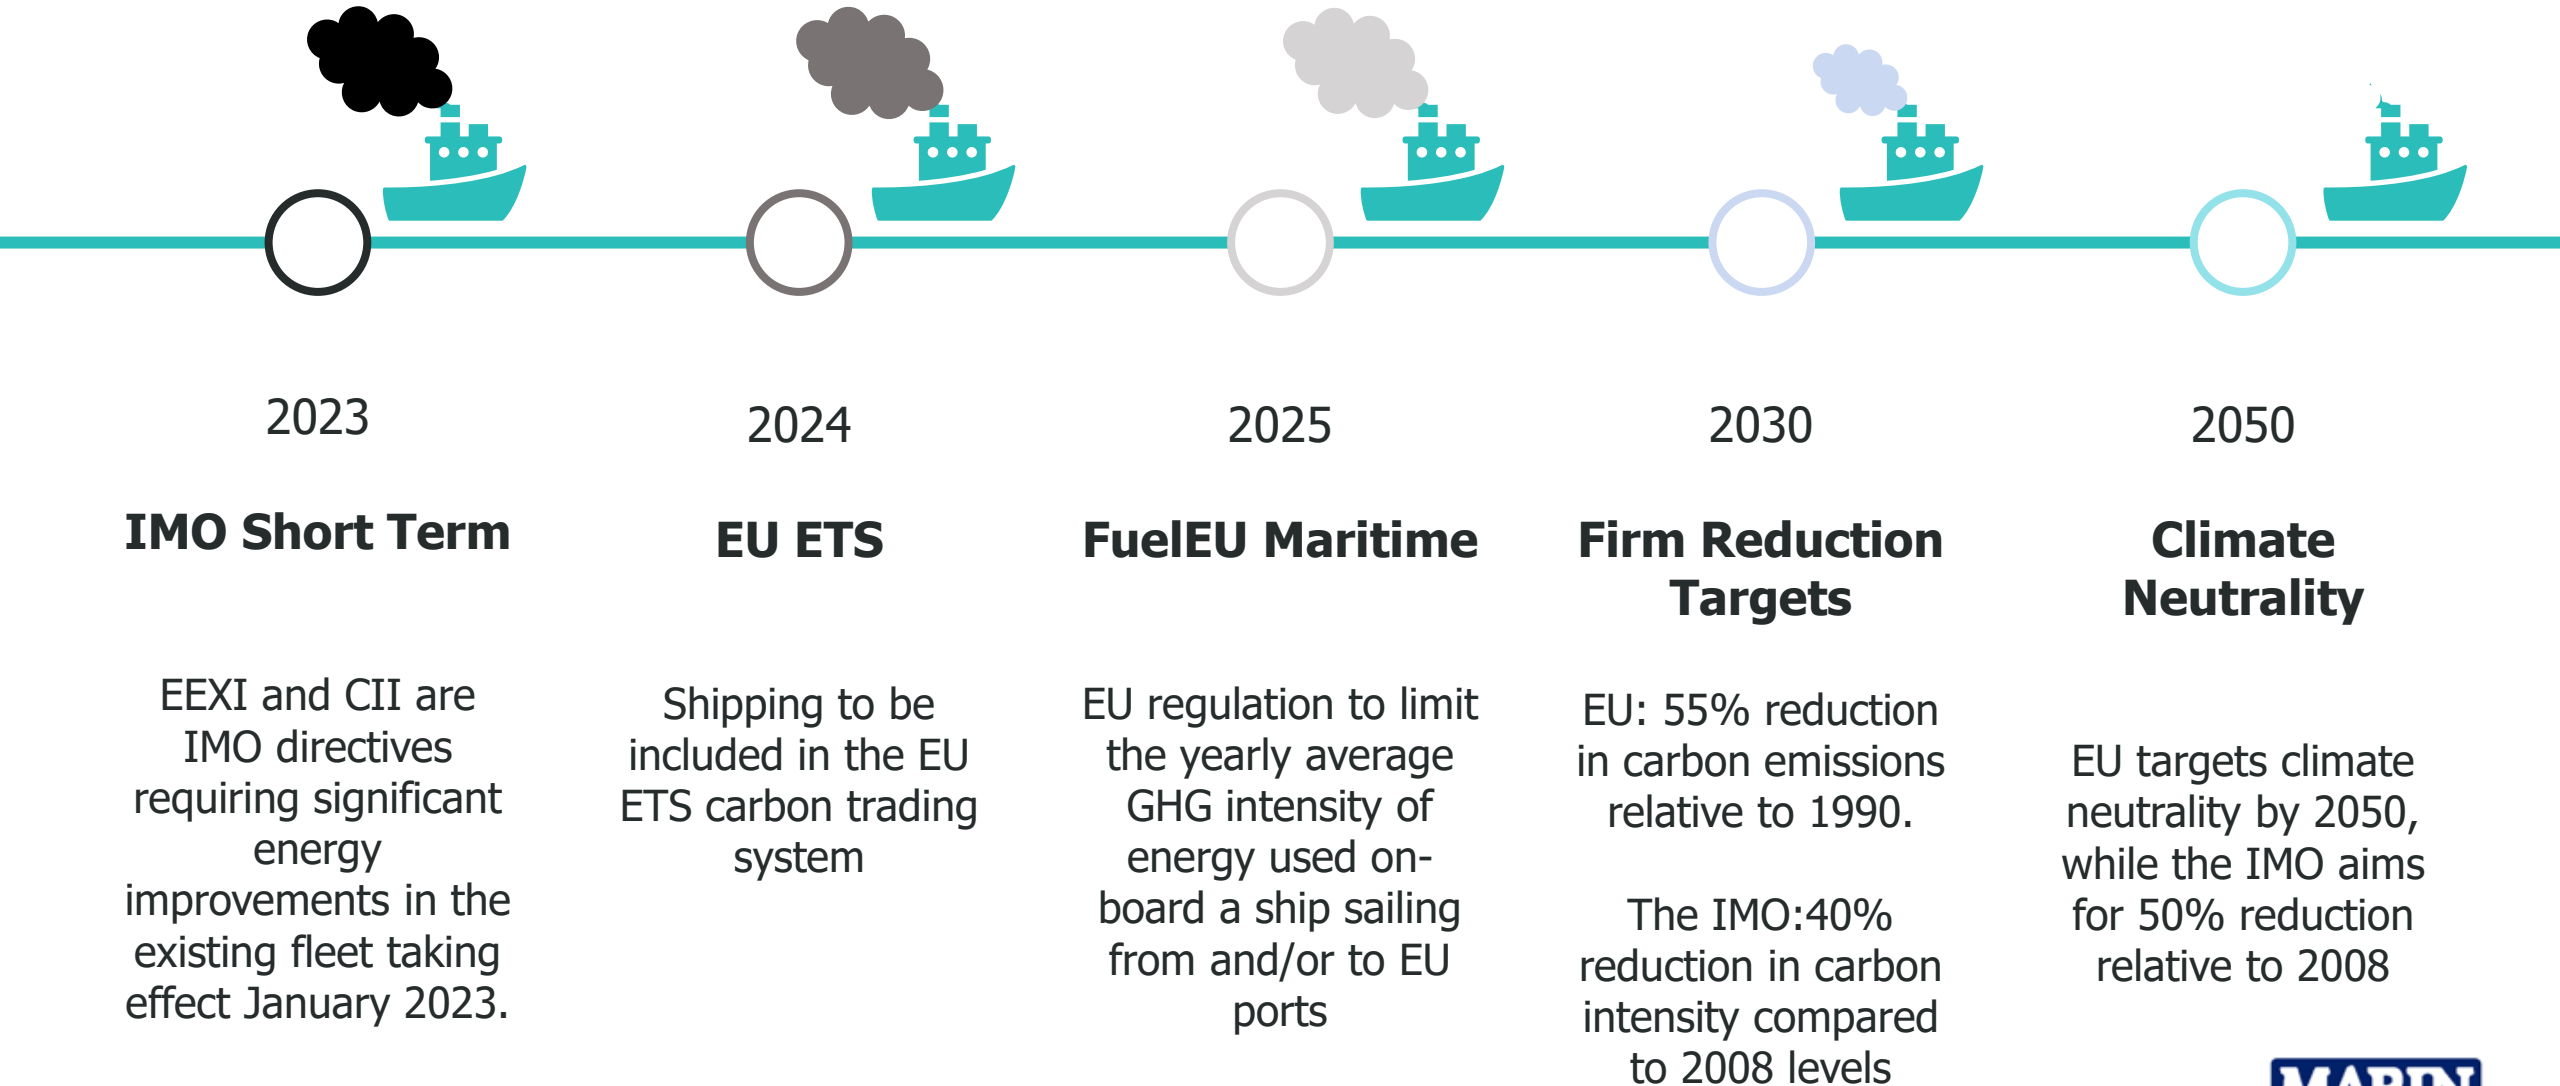 2023
IMO Short Term
EEXI and CII are
IMO directives
requiring significant
energy
improvements in the
existing fleet taking
effect January 2023.
2024
EU ETS
Shipping to be
included in the EU
ETS carbon trading
system
2025
FuelEU Maritime
EU regulation to limit
the yearly average
GHG intensity of
energy used on-
board a ship sailing
from and/or to EU
ports
2030
Firm Reduction
Targets
EU: 55% reduction
in carbon emissions
relative to 1990.
The IMO:40%
reduction in carbon
intensity compared
to 2008 levels
2050
Climate
Neutrality
EU targets climate
neutrality by 2050,
while the IMO aims
for 50% reduction
relative to 2008
MARIN